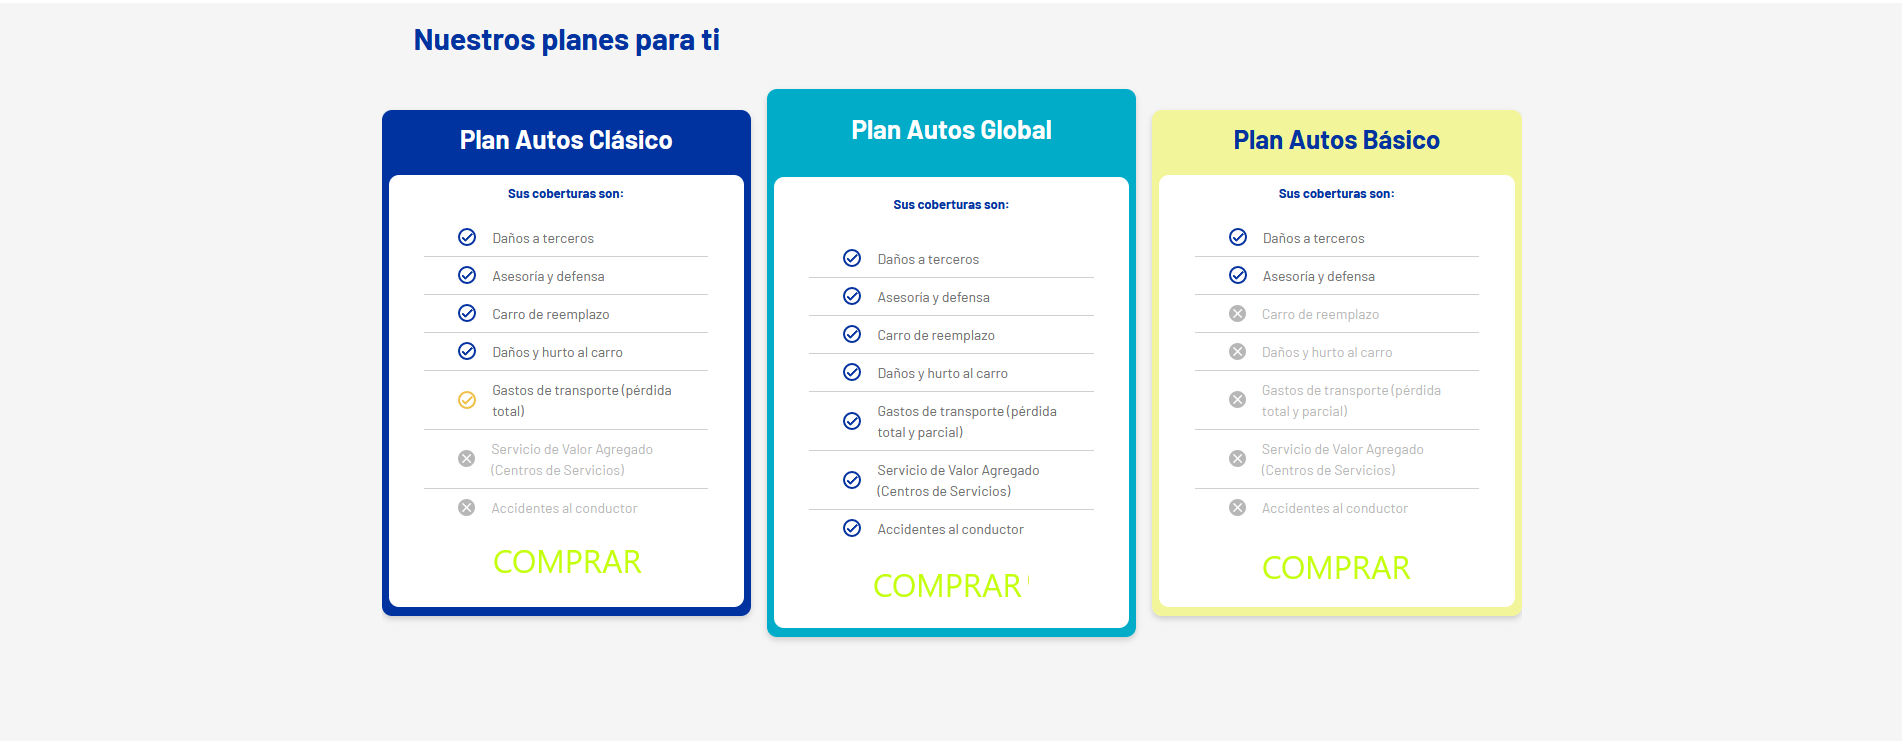 Nuestros planes para ti
Plan Autos Clásico
Sus coberturas son:
Daños a terceros
Asesoría y defensa
Carro de reemplazo
Daños y hurto al carro
Gastos de transporte (pérdida
total)
Servicio de Valor Agregado
(Centros de Servicios)
Accidentes al conductor
COMPRAR
Plan Autos Global
Sus coberturas son:
Daños a terceros
Asesoría y defensa
Carro de reemplazo
Daños y hurto al carro
Gastos de transporte (pérdida
total y parcial)
Servicio de Valor Agregado
(Centros de Servicios)
Accidentes al conductor
COMPRAR
Plan Autos Básico
Sus coberturas son:
Daños a terceros
Asesoría y defensa
Carro de reemplazo
Daños y hurto al carro
Gastos de transporte (pérdida
total y parcial)
Servicio de Valor Agregado
(Centros de Servicios)
Accidentes al conductor
COMPRAR